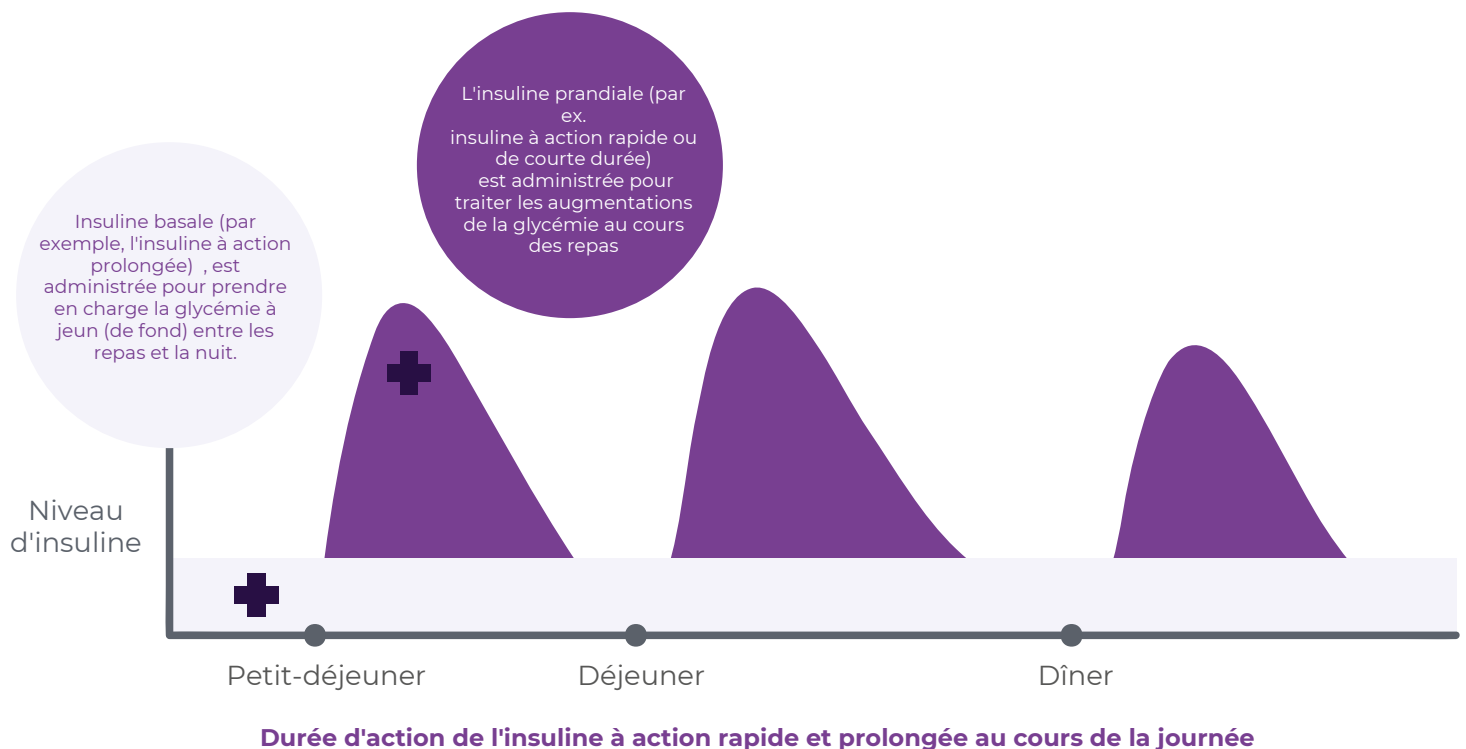 L'insuline prandiale (par
ex.
insuline à action rapide ou
de courte durée)
est administrée pour
traiter les augmentations
de la glycémie au cours
des repas
Insuline basale (par
exemple, l'insuline à action
prolongée)  , est
administrée pour prendre
en charge la glycémie à
jeun (de fond) entre les
repas et la nuit.
Niveau
d'insuline
Petit-déjeuner
Déjeuner
Dîner
Durée d'action de l'insuline à action rapide et prolongée au cours de la journée